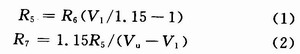 R₅ = R₆(V₁/1.15 − 1) (1)
R₇ = 1.15R₅/(Vᵤ − V₁) (2)